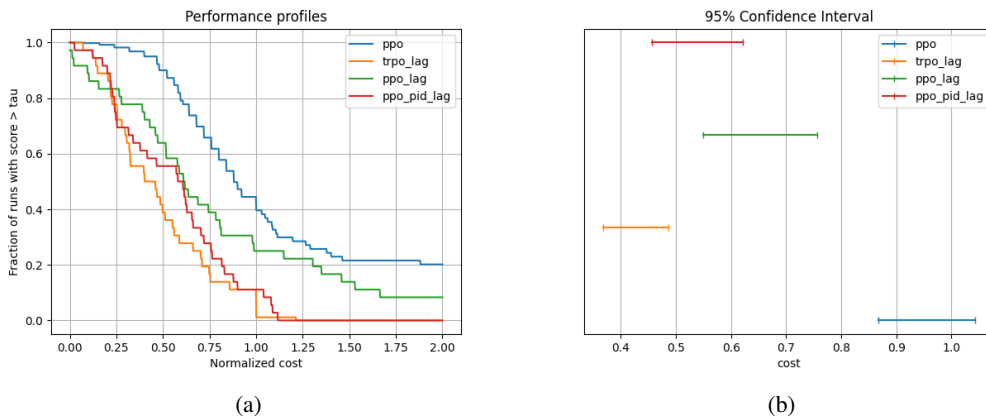 Performance profiles
1.0
0.8
0.6
0.4
0.2
0.0
Fraction of runs with score > tau
0.00 0.25 0.50 0.75 1.00 1.25 1.50 1.75 2.00
Normalized cost
ppo
trpo_lag
ppo_lag
ppo_pid_lag
(a)
95% Confidence Interval
ppo
trpo_lag
ppo_lag
ppo_pid_lag
0.4 0.5 0.6 0.7 0.8 0.9 1.0
cost
(b)